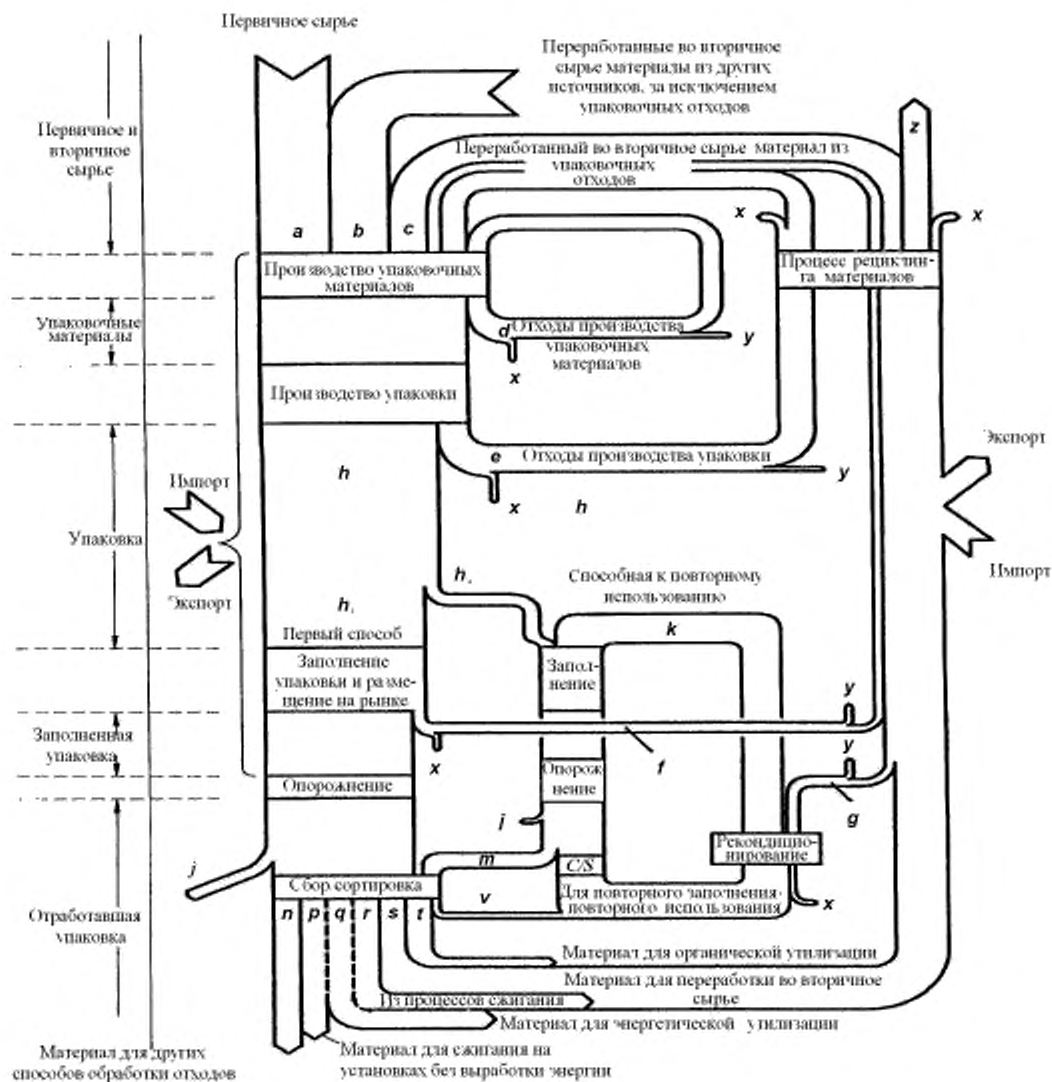 Первичное сырье
Переработанные во вторичное
сырье материалы из других
источников, за исключением
упаковочных отходов
Первичное и
вторичное
сырье
z
Переработанный во вторичное сырье материал из
упаковочных
отходов
x
x
a b c
Производство упаковочных
материалов
Процесс рециклин-
га материалов
Упаковочные
материалы
d Отходы производства
упаковочных
материалов
y
x
Производство упаковки
e Отходы производства упаковки
y
x
h
h
Импорт
Экспорт
Упаковка
Экспорт
Импорт
h
Способная к повторному
использованию
h
k
Первый способ
Заполнение
упаковки и разме-
щение на рынке
Запол-
нение
y
Заполненная
упаковка
x
f
y
Опорожнение
Опорож-
нение
g
j
j
Рекондицио-
нирование
m
C/S
Сбор сортировка
v
Для повторного заполнения-
повторного использования
x
Отработавшая
упаковка
n p q r s t
Материал для органической утилизации
Материал для переработки во вторичное
сырье
Из процессов сжигания
Материал для энергетической утилизации
Материал для других
способов обработки отходов
Материал для сжигания на
установках без выработки энергии